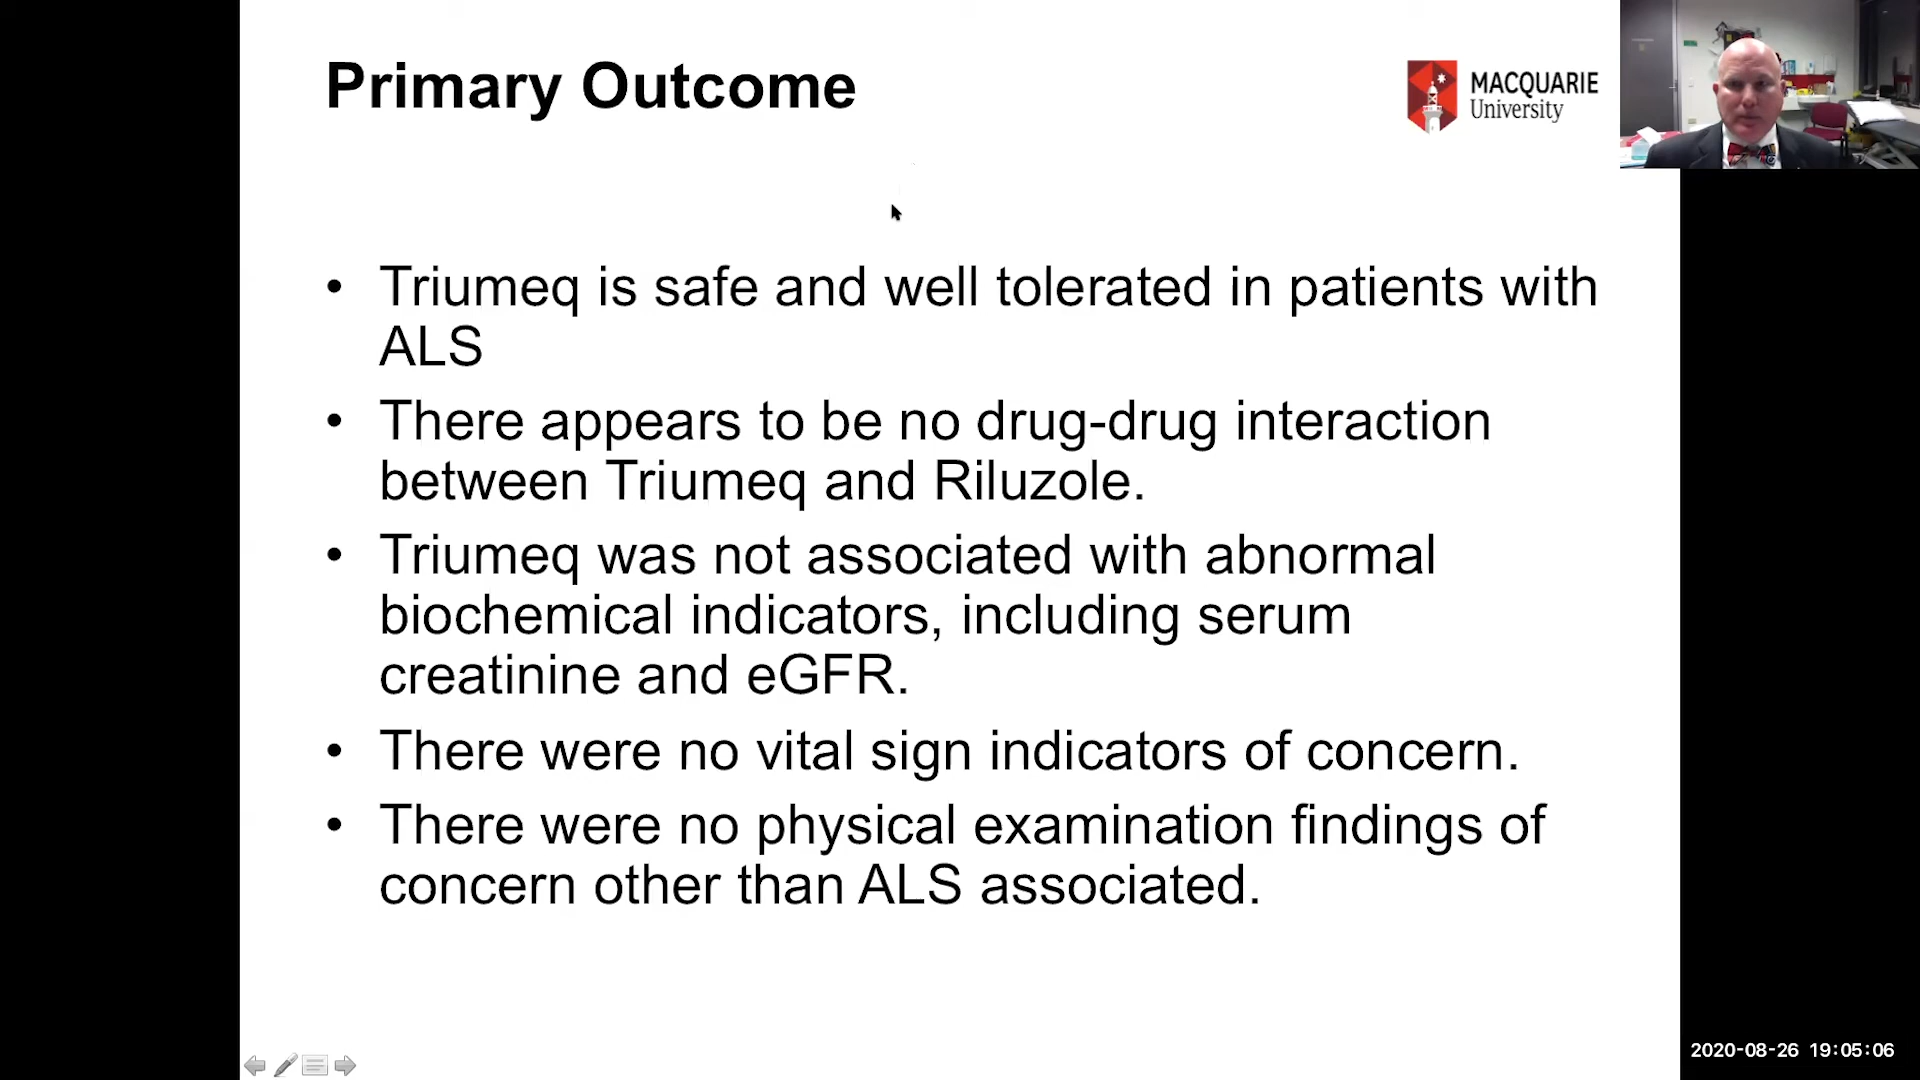 Primary Outcome
MACQUARIE
University
• Triumeq is safe and well tolerated in patients with
ALS
• There appears to be no drug-drug interaction
between Triumeq and Riluzole.
• Triumeq was not associated with abnormal
biochemical indicators, including serum
creatinine and eGFR.
• There were no vital sign indicators of concern.
• There were no physical examination findings of
concern other than ALS associated.
2020-08-26 19:05:06